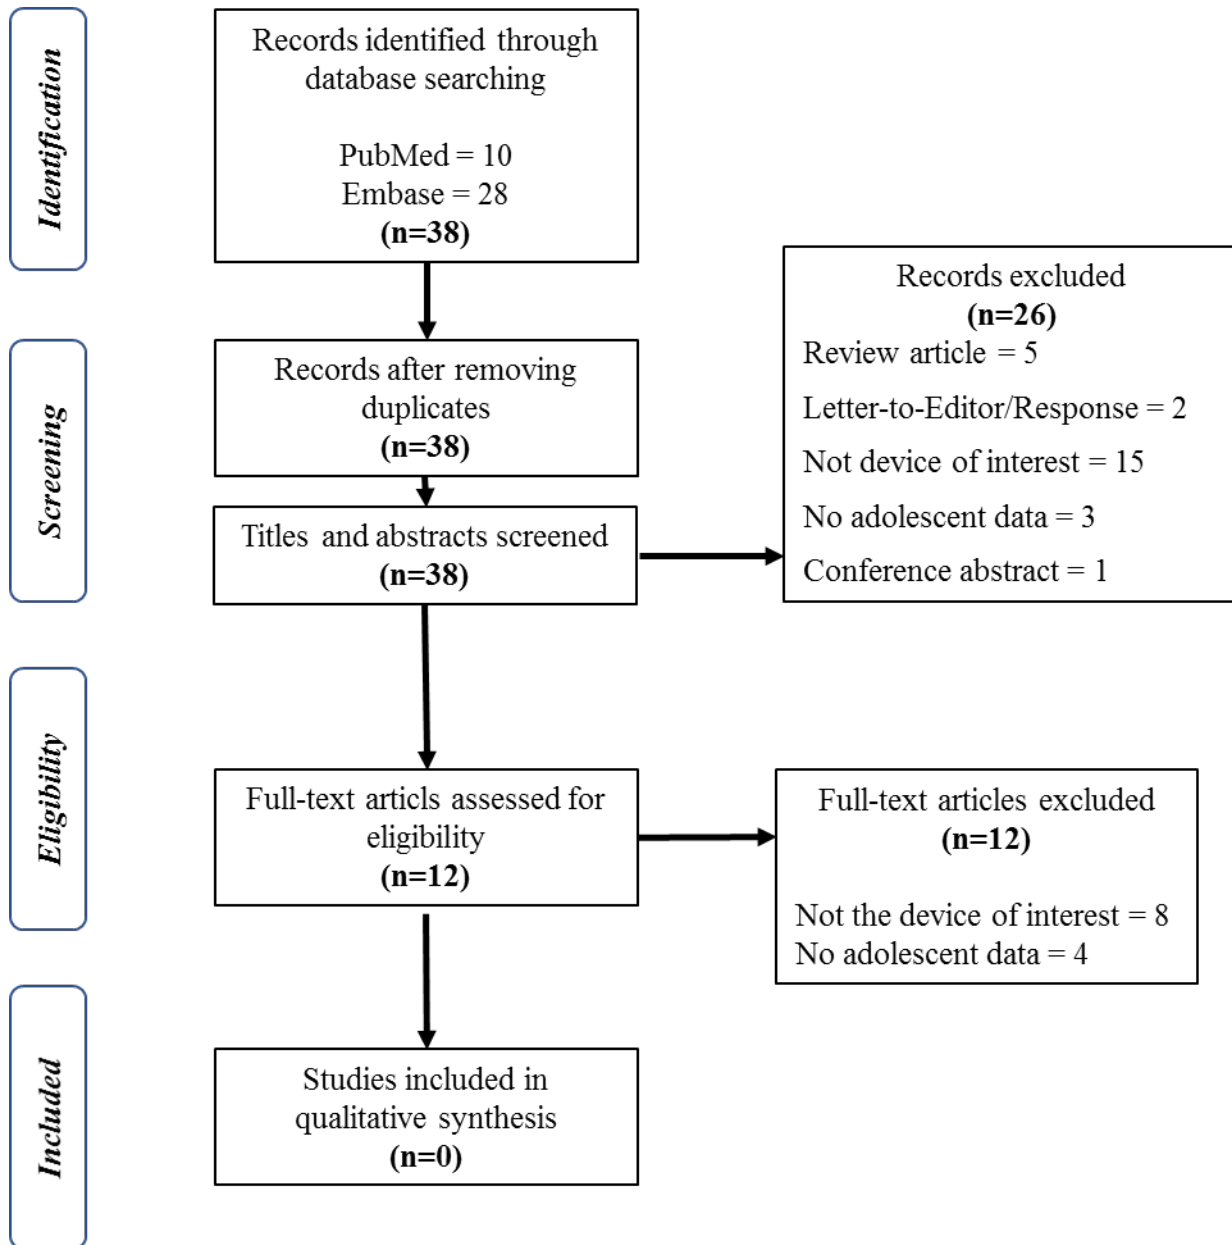 Identification
Records identified through
database searching
PubMed = 10
Embase = 28
(n=38)
Screening
Records after removing
duplicates
(n=38)
Titles and abstracts screened
(n=38)
Records excluded
(n=26)
Review article = 5
Letter-to-Editor/Response = 2
Not device of interest = 15
No adolescent data = 3
Conference abstract = 1
Eligibility
Full-text articls assessed for
eligibility
(n=12)
Full-text articles excluded
(n=12)
Not the device of interest = 8
No adolescent data = 4
Included
Studies included in
qualitative synthesis
(n=0)